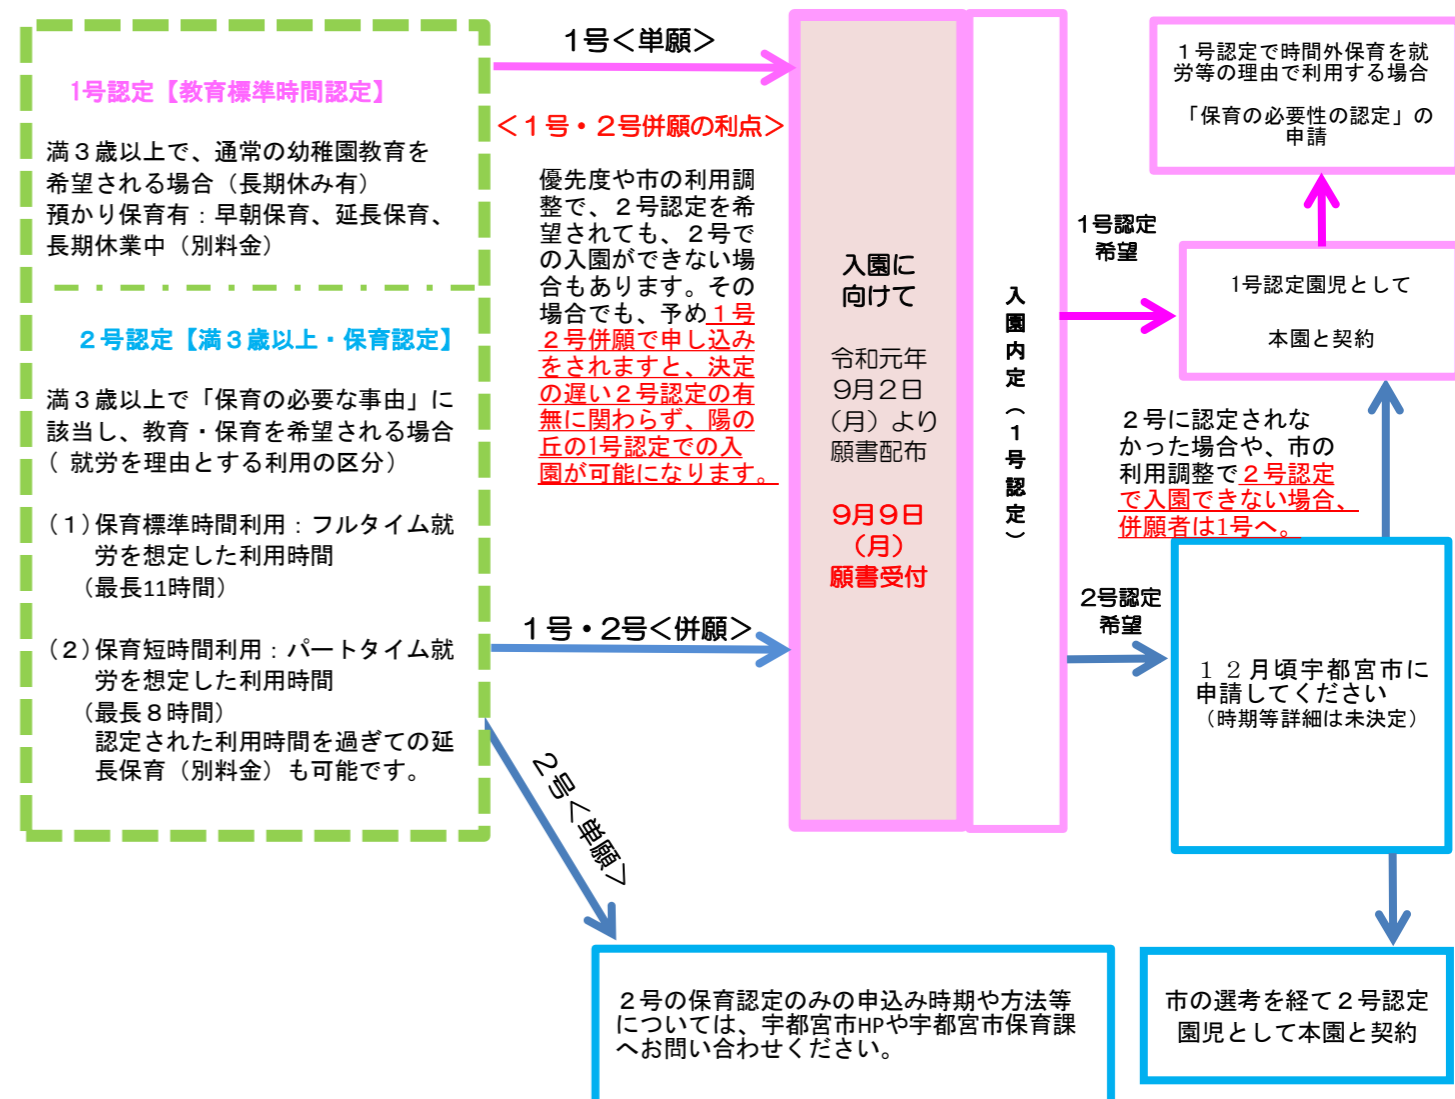 1号認定【教育標準時間認定】
満３歳以上で、通常の幼稚園教育を
希望される場合（長期休み有）
預かり保育有：早朝保育、延長保育、
長期休業中（別料金）
２号認定【満３歳以上・保育認定】
満３歳以上で「保育の必要な事由」に
該当し、教育・保育を希望される場合
（ 就労を理由とする利用の区分）
（１）保育標準時間利用：フルタイム就
労を想定した利用時間
（最長11時間）
（２）保育短時間利用：パートタイム就
労を想定した利用時間
（最長８時間）
認定された利用時間を過ぎての延
長保育（別料金）も可能です。
１号＜単願＞
＜１号・２号併願の利点＞
優先度や市の利用調
整で、２号認定を希
望されても、２号で
の入園ができない場
合もあります。その
場合でも、予め１号
２号併願で申し込み
をされますと、決定
の遅い２号認定の有
無に関わらず、陽の
丘の1号認定での入
園が可能になります。
１号・２号＜併願＞
２号＜単願＞
入園に
向けて
令和元年
９月２日
（月）より
願書配布
９月９日
（月）
願書受付
入園内定（１号認定）
1号認定
希望
2号認定
希望
１号認定で時間外保育を就
労等の理由で利用する場合
「保育の必要性の認定」の
申請
1号認定園児として
本園と契約
２号に認定されな
かった場合や、市の
利用調整で２号認定
で入園できない場合、
併願者は1号へ。
１２月頃宇都宮市に
申請してください
（時期等詳細は未決定）
２号の保育認定のみの申込み時期や方法等
については、宇都宮市HPや宇都宮市保育課
へお問い合わせください。
市の選考を経て２号認定
園児として本園と契約